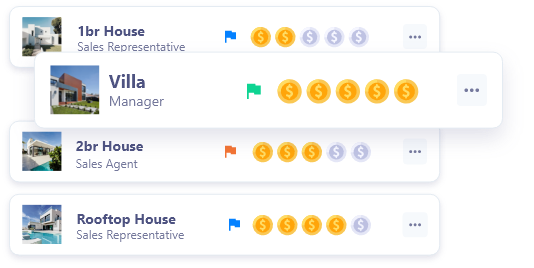 1br House
Sales Representative
Villa
Manager
2br House
Sales Agent
Rooftop House
Sales Representative